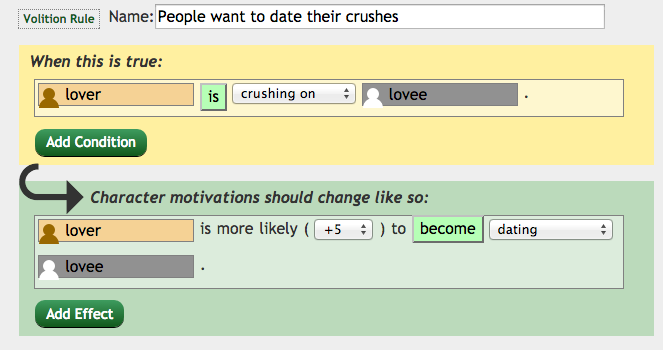 Volition Rule Name: People want to date their crushes
When this is true:
lover is crushing on lovee .
Add Condition
Character motivations should change like so:
lover is more likely ( +5 ) to become dating
lovee .
Add Effect